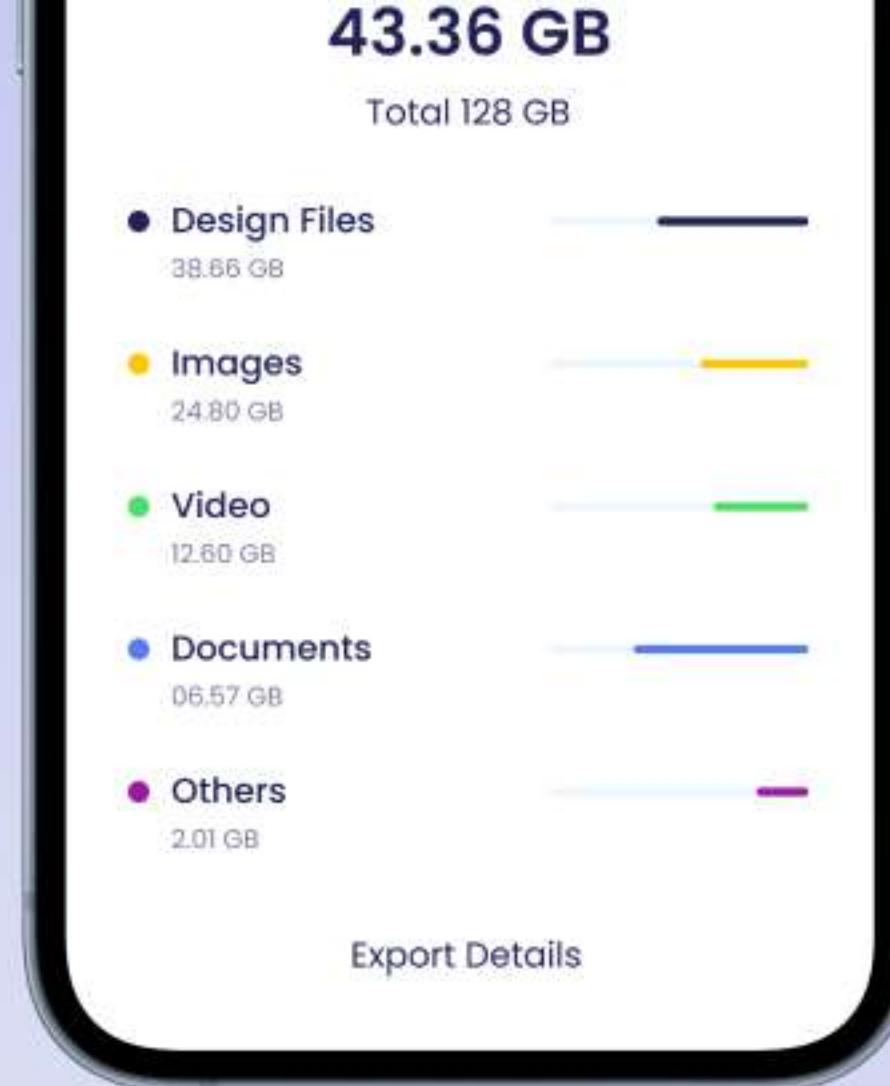 43.36 GB
Total 128 GB
Design Files
38.66 GB
Images
24.80 GB
Video
12.60 GB
Documents
06.57 GB
Others
2.01 GB
Export Details